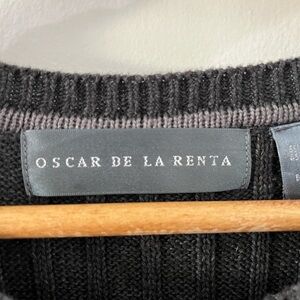 OSCAR DE LA RENTA